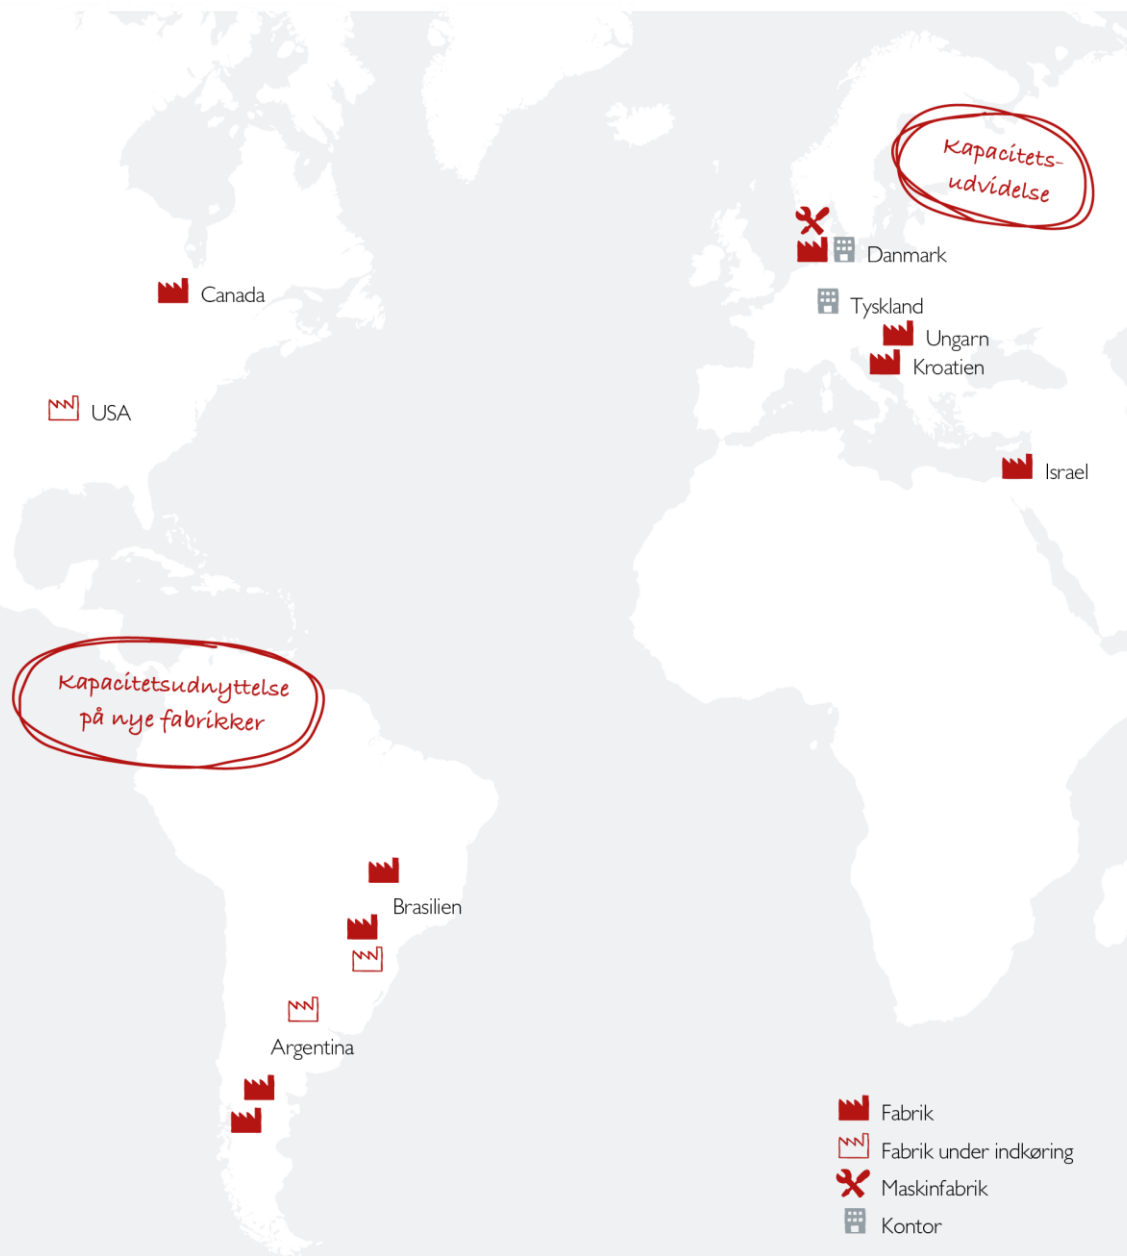 Kapacitets-
udvidelse
Danmark
Canada
Tyskland
Ungarn
Kroatien
USA
Israel
Kapacitetsudnyttelse
på nye fabrikker
Brasilien
Argentina
Fabrik
Fabrik under indkøring
Maskinfabrik
Kontor